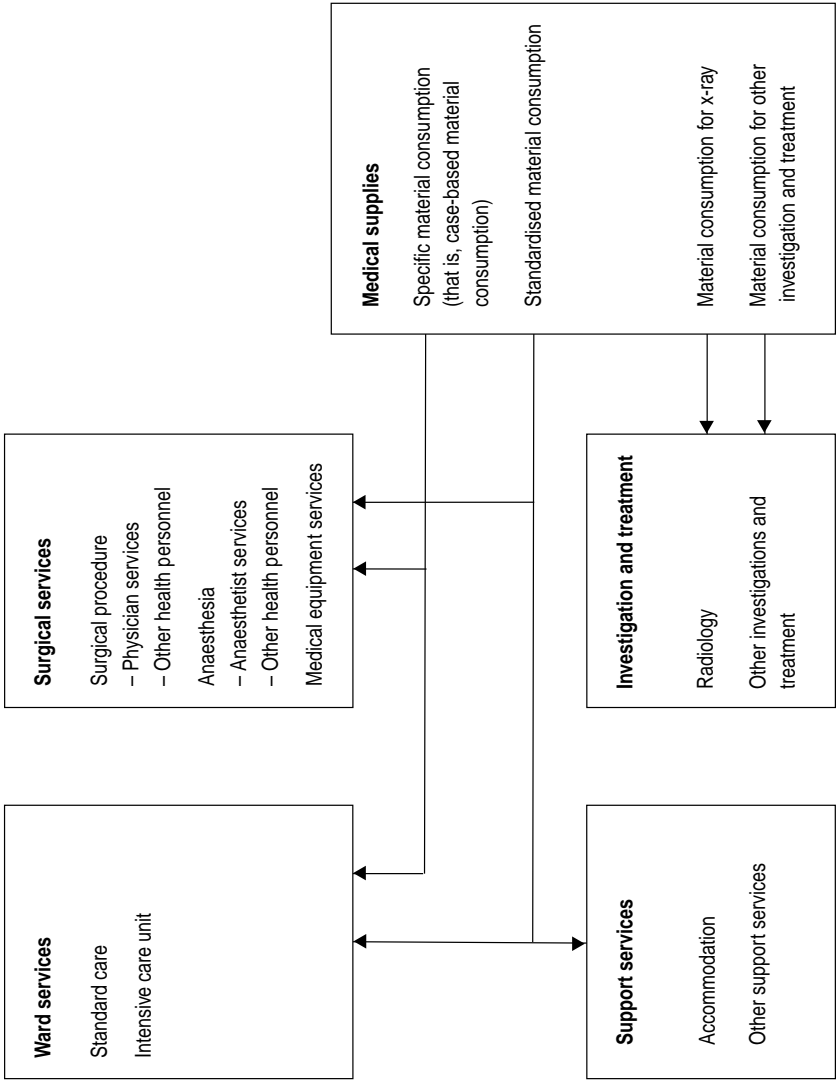 Ward services
Standard care
Intensive care unit
Surgical services
Surgical procedure
– Physician services
– Other health personnel
Anaesthesia
– Anaesthetist services
– Other health personnel
Medical equipment services
Support services
Accommodation
Other support services
Investigation and treatment
Radiology
Other investigations and
treatment
Medical supplies
Specific material consumption
(that is, case-based material
consumption)
Standardised material consumption
Material consumption for x-ray
Material consumption for other
investigation and treatment